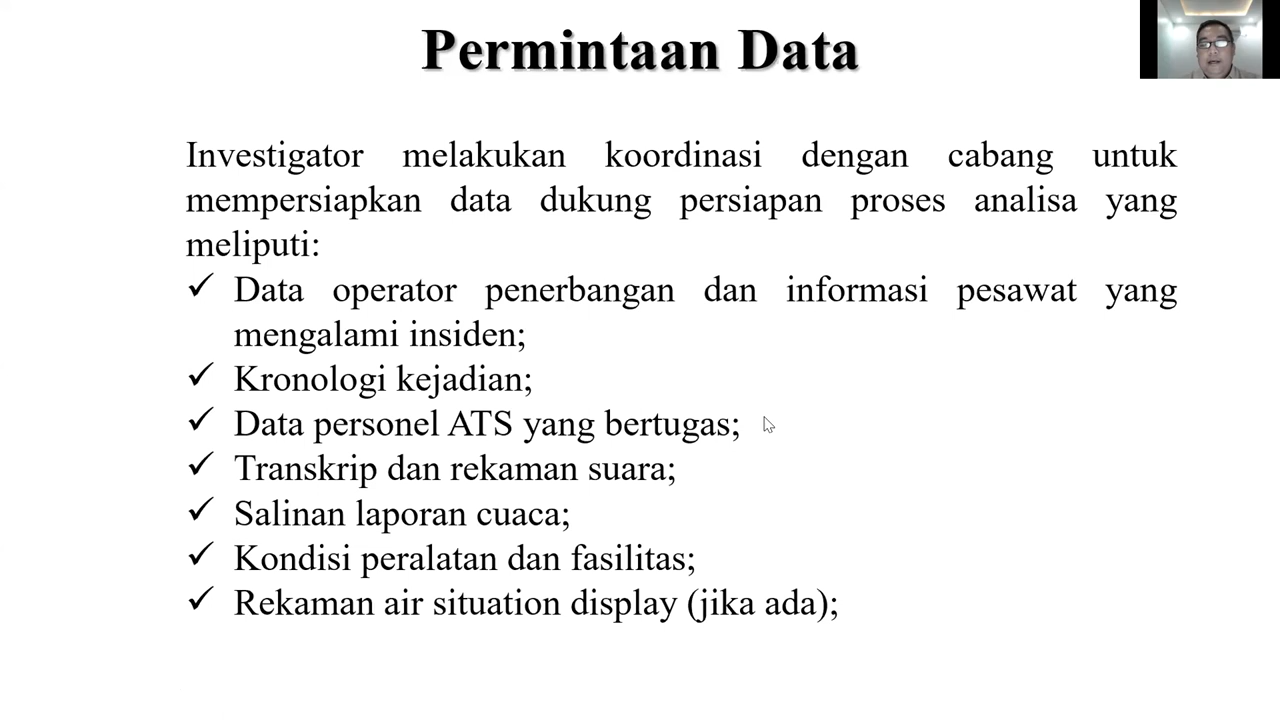 Permintaan Data
Investigator melakukan koordinasi dengan cabang untuk
mempersiapkan data dukung persiapan proses analisa yang
meliputi:
✓ Data operator penerbangan dan informasi pesawat yang
mengalami insiden;
✓ Kronologi kejadian;
✓ Data personel ATS yang bertugas;
✓ Transkrip dan rekaman suara;
✓ Salinan laporan cuaca;
✓ Kondisi peralatan dan fasilitas;
✓ Rekaman air situation display (jika ada);